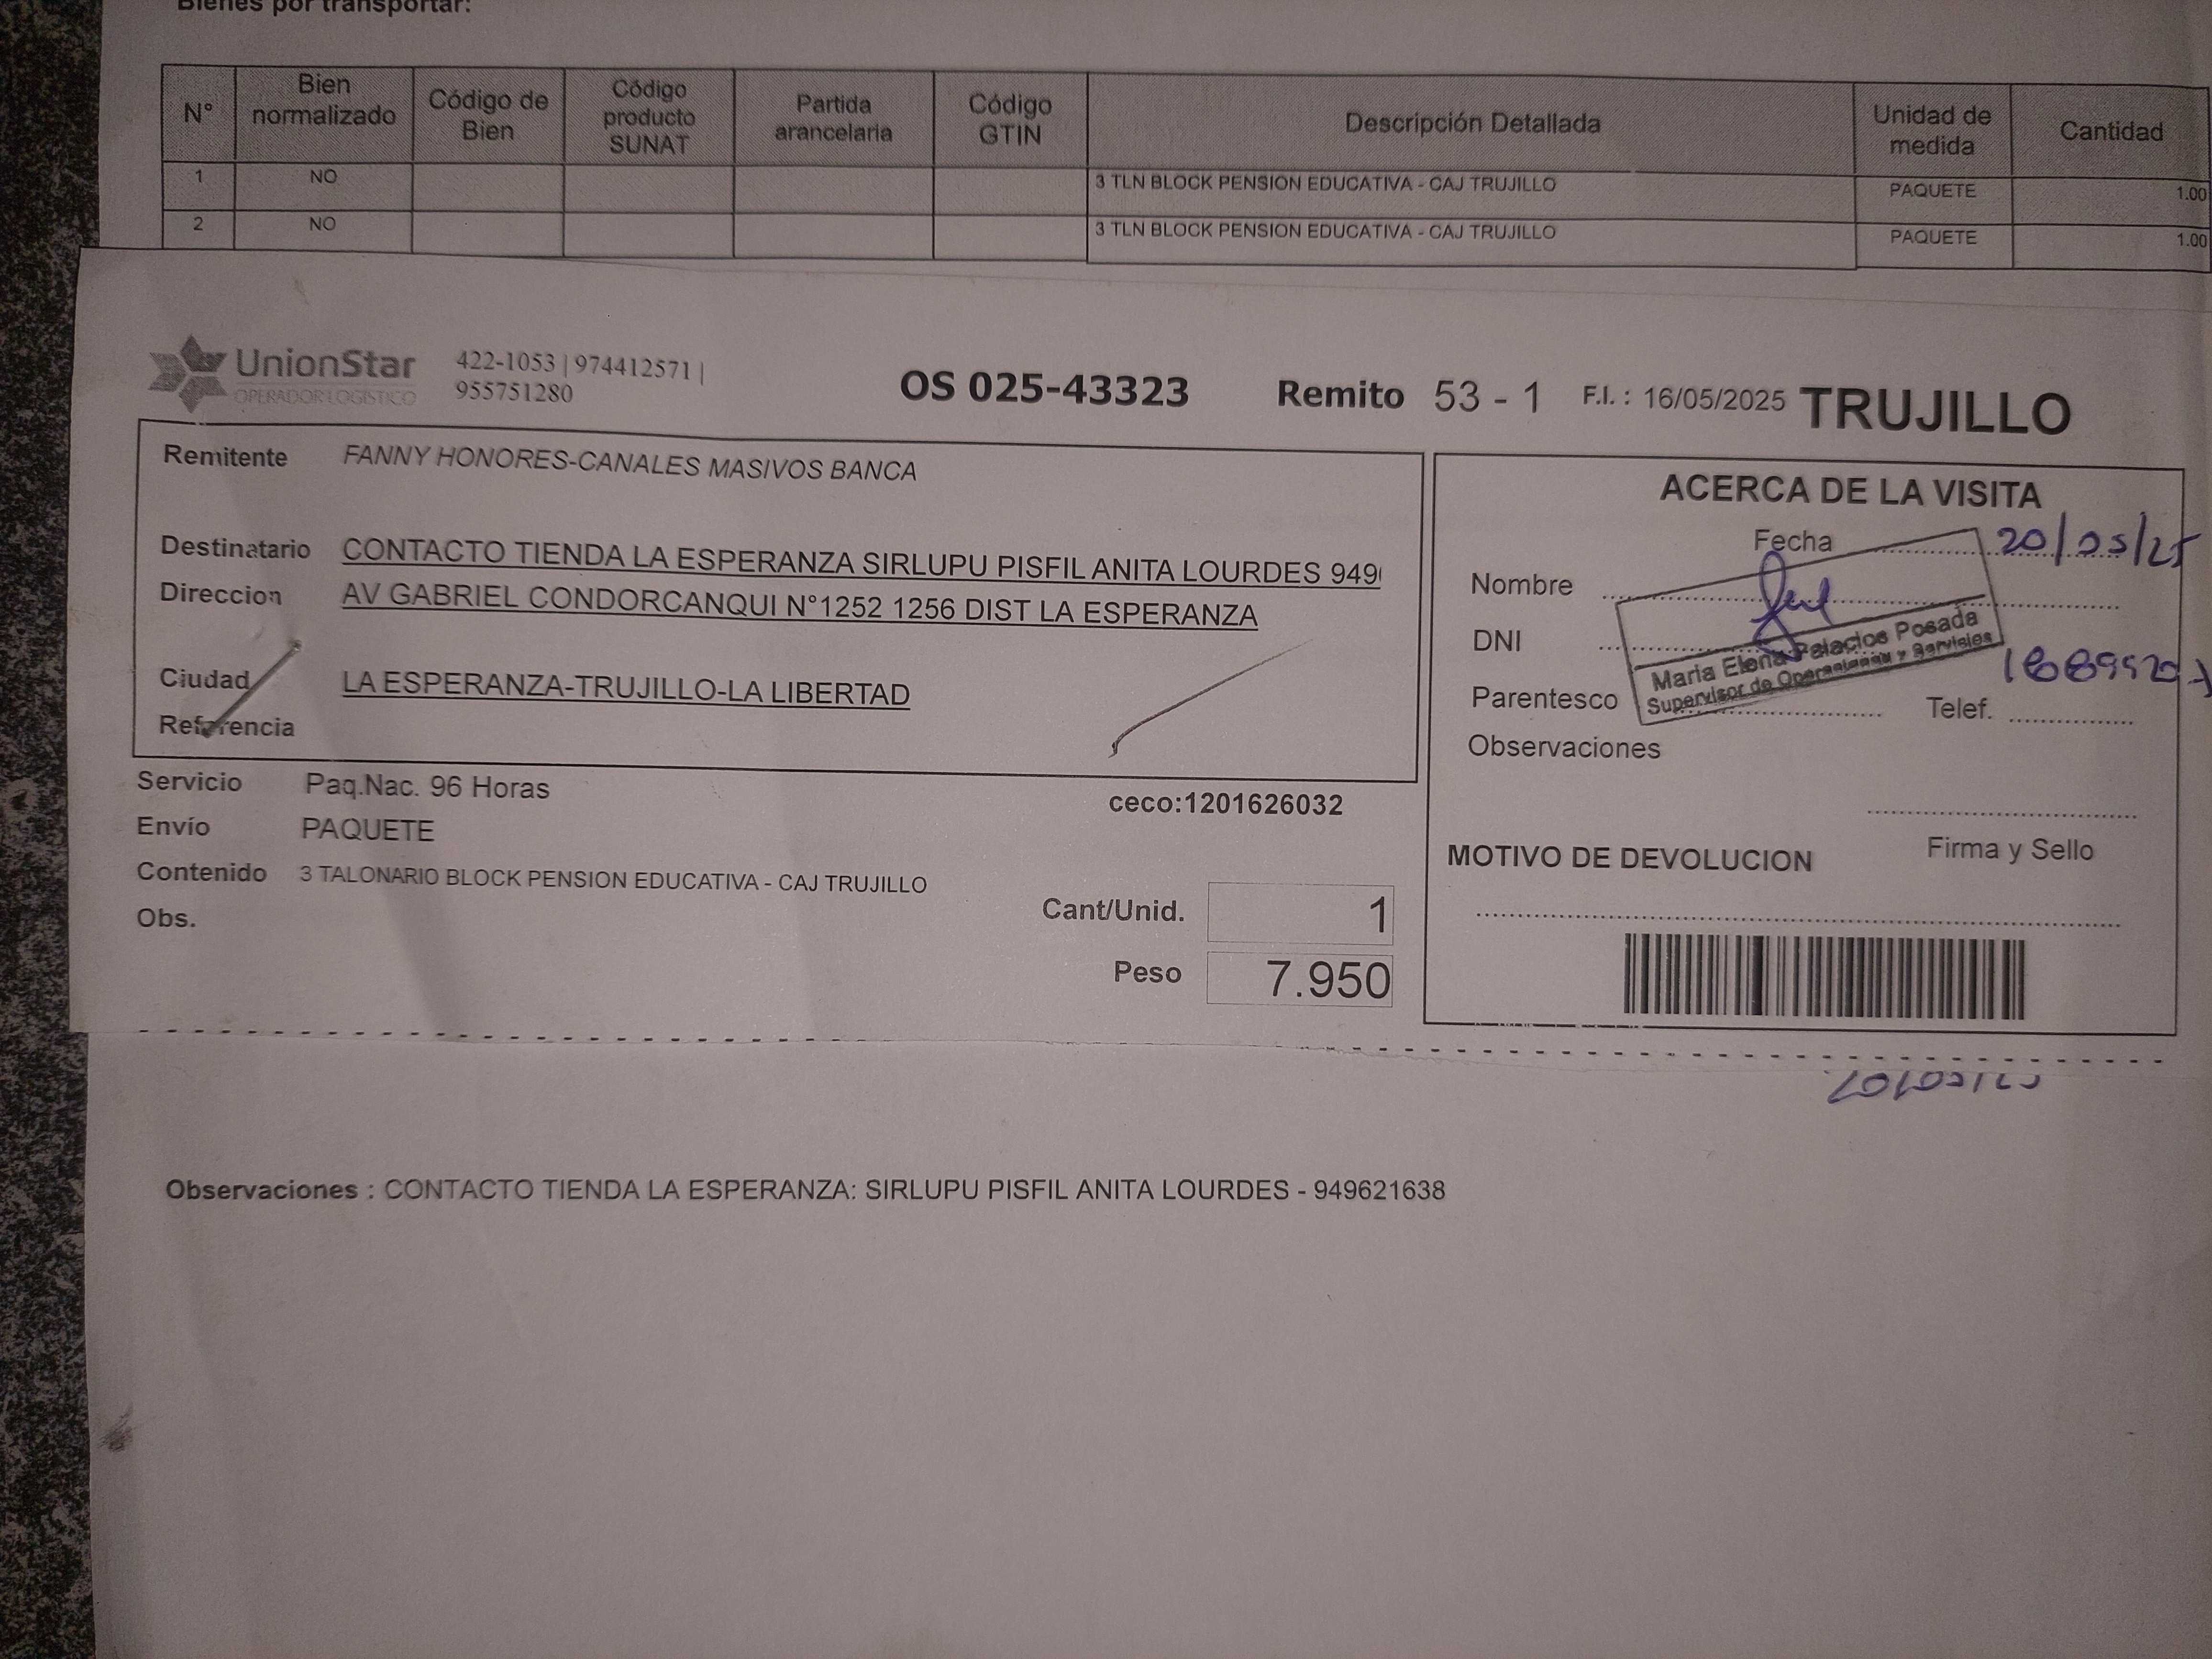 Bienes por transportar:
N° Bien normalizado Código de Bien Código producto SUNAT Partida arancelaria Código GTIN Descripción Detallada Unidad de medida Cantidad
1 NO 3 TLN BLOCK PENSION EDUCATIVA - CAJ TRUJILLO PAQUETE 1.00
2 NO 3 TLN BLOCK PENSION EDUCATIVA - CAJ TRUJILLO PAQUETE 1.00
UnionStar
OPERADOR LOGÍSTICO
422-1053 | 974412571 |
955751280
OS 025-43323 Remito 53 - 1 F.I. : 16/05/2025 TRUJILLO
Remitente FANNY HONORES-CANALES MASIVOS BANCA
Destinatario CONTACTO TIENDA LA ESPERANZA SIRLUPU PISFIL ANITA LOURDES 949
Direccion AV GABRIEL CONDORCANQUI N°1252 1256 DIST LA ESPERANZA
Ciudad LA ESPERANZA-TRUJILLO-LA LIBERTAD
Referencia
Servicio Paq.Nac. 96 Horas
ceco:1201626032
Envío PAQUETE
Contenido 3 TALONARIO BLOCK PENSION EDUCATIVA - CAJ TRUJILLO
Obs.
Cant/Unid. 1
Peso 7.950
ACERCA DE LA VISITA
Fecha 20/05/25
Nombre
DNI
Maria Elena Palacios Posada
Supervisor de Operaciones y Servicios
Parentesco Telef.
Observaciones
Firma y Sello
MOTIVO DE DEVOLUCION
Observaciones : CONTACTO TIENDA LA ESPERANZA: SIRLUPU PISFIL ANITA LOURDES - 949621638